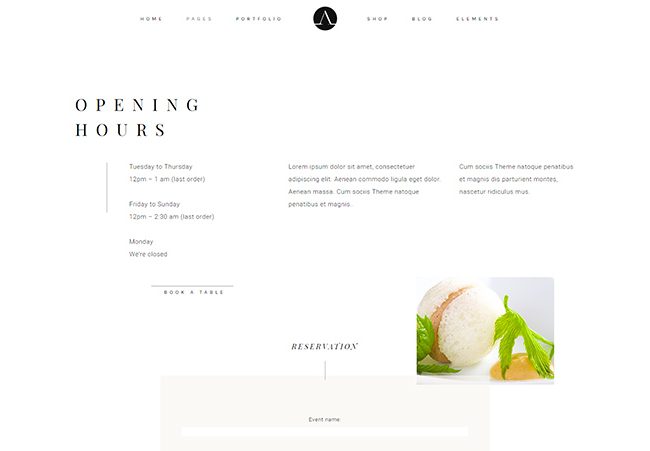 HOME PAGES PORTFOLIO SHOP BLOG ELEMENTS
OPENING
HOURS
Tuesday to Thursday
12pm – 1 am (last order)
Friday to Sunday
12pm – 2:30 am (last order)
Monday
We're closed
Lorem ipsum dolor sit amet, consectetuer
adipiscing elit. Aenean commodo ligula eget dolor.
Aenean massa. Cum sociis Theme natoque
penatibus et magnis..
Cum sociis Theme natoque penatibus
et magnis dis parturient montes,
nascetur ridiculus mus.
BOOK A TABLE
RESERVATION
Event name: